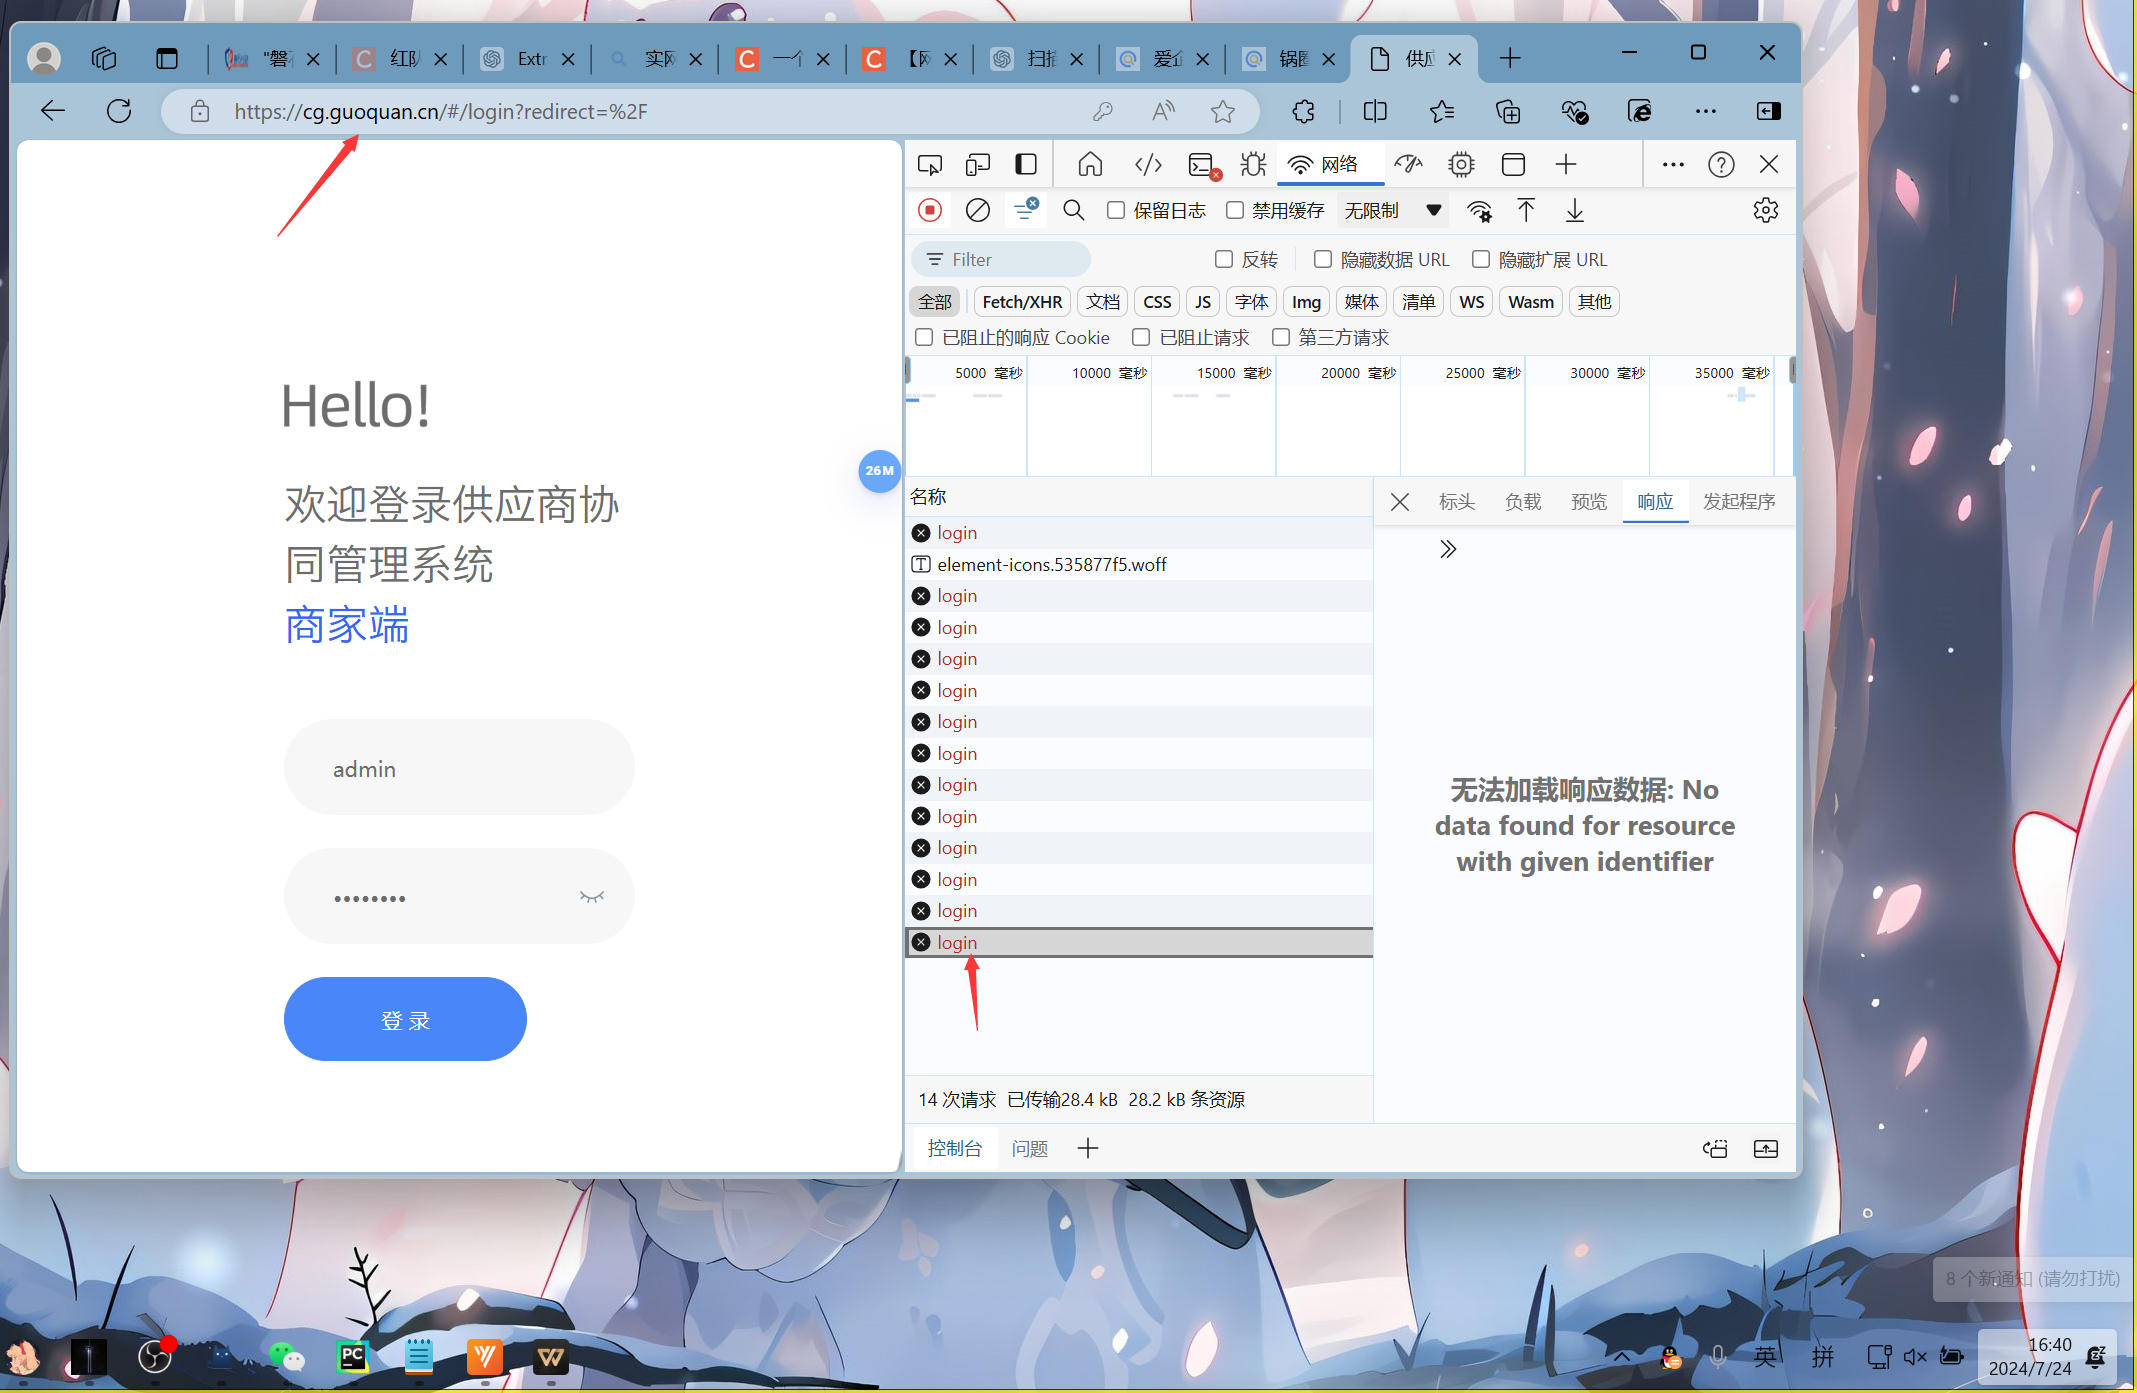 "磐
红队
Extr
实网
一个
【网
扫描
爱企
锅圈
供应
https://cg.guoquan.cn/#/login?redirect=%2F
网络
保留日志
禁用缓存
无限制
Filter
反转
隐藏数据 URL
隐藏扩展 URL
全部
Fetch/XHR
文档
CSS
JS
字体
Img
媒体
清单
WS
Wasm
其他
已阻止的响应 Cookie
已阻止请求
第三方请求
5000 毫秒
10000 毫秒
15000 毫秒
20000 毫秒
25000 毫秒
30000 毫秒
35000 毫秒
Hello!
欢迎登录供应商协
同管理系统
商家端
admin
••••••••
登 录
26M
名称
login
element-icons.535877f5.woff
login
login
login
login
login
login
login
login
login
login
login
login
标头
负载
预览
响应
发起程序
无法加载响应数据: No
data found for resource
with given identifier
14 次请求
已传输28.4 kB
28.2 kB 条资源
控制台
问题
8 个新通知 (请勿打扰)
英
拼
16:40
2024/7/24